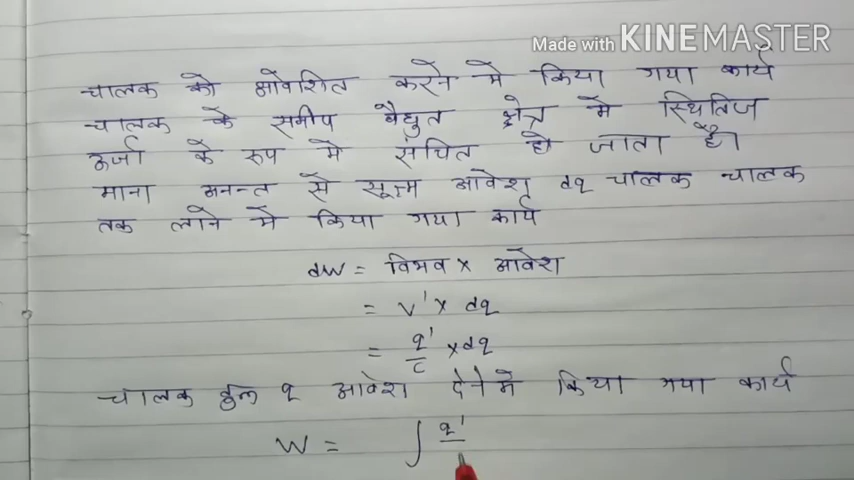 Made with KINEMASTER
चालक को आवेशित करने में किया गया कार्य
चालक के समीप वैद्युत क्षेत्र में स्थितिज
ऊर्जा के रूप में संचित हो जाता है।
माना अनन्त से सूक्ष्म आवेश dq चालक चालक
तक लाने में किया गया कार्य
dW = विभव × आवेश
= V' × dq
= q'/C × dq
चालक कुल q आवेश देने में किया गया कार्य
W = ∫ q'